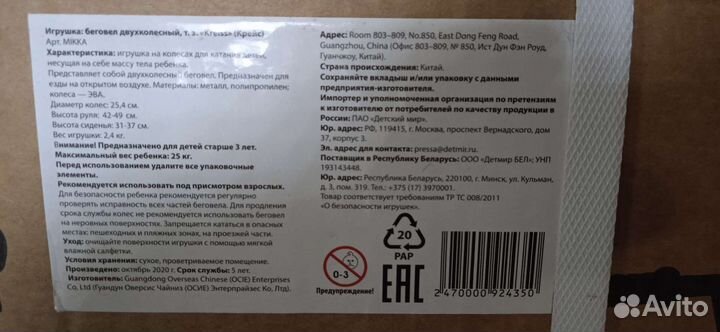 Игрушка: беговел двухколесный, т. з. «Kreiss» (Крейс)
Арт. MIKKA
Характеристика: игрушка на колесах для катания детей,
несущая на себе массу тела ребенка.
Представляет собой двухколесный беговел. Предназначен для
езды на открытом воздухе. Материалы: металл, полипропилен;
колеса — ЭВА.
Диаметр колес: 25,4 см.
Высота руля: 42-49 см.
Высота сиденья: 31-37 см.
Вес игрушки: 2,4 кг.
Внимание! Предназначено для детей старше 3 лет.
Максимальный вес ребенка: 25 кг.
Перед использованием удалите все упаковочные
элементы.
Рекомендуется использовать под присмотром взрослых.
Для безопасности ребенка рекомендуется регулярно
проверять исправность всех частей беговела. Для продления
срока службы колес не рекомендуется использовать беговел
на неровных поверхностях. Запрещается кататься в опасных
местах: пешеходных и пляжных зонах, на проезжей части.
Уход: очищайте поверхности игрушки с помощью мягкой
влажной салфетки.
Условия хранения: сухое, проветриваемое помещение.
Произведено: октябрь 2020 г. Срок службы: 5 лет.
Изготовитель: Guangdong Overseas Chinese (OCIE) Enterprises
Co, Ltd (Гуандун Оверсис Чайниз (ОСИЕ) Энтерпрайзес Ко, Лтд).
Адрес: Room 803–809, No.850, East Dong Feng Road,
Guangzhou, China (Офис 803–809, № 850, Ист Дун Фэн Роуд,
Гуанчжоу, Китай).
Страна происхождения: Китай.
Сохраняйте вкладыш и/или упаковку с данными
предприятия-изготовителя.
Импортер и уполномоченная организация по претензиям
к изготовителю от потребителей по качеству продукции в
России: ПАО «Детский мир».
Юр. адрес: РФ, 119415, г. Москва, проспект Вернадского, дом
37, корпус 3.
Эл. адрес для контакта: pressa@detmir.ru
Поставщик в Республику Беларусь: ООО «Детмир БЕЛ» УНП
193143448.
Юр. адрес: Республика Беларусь, 220100, г. Минск, ул. Кульман,
д. 3, пом. 319. Тел.: +375 (17) 3970001.
Товар соответствует требованиям ТР ТС 008/2011
«О безопасности игрушек».
0-3
Предупреждение!
20
PAP
EAC
2 470000 924350
Avito